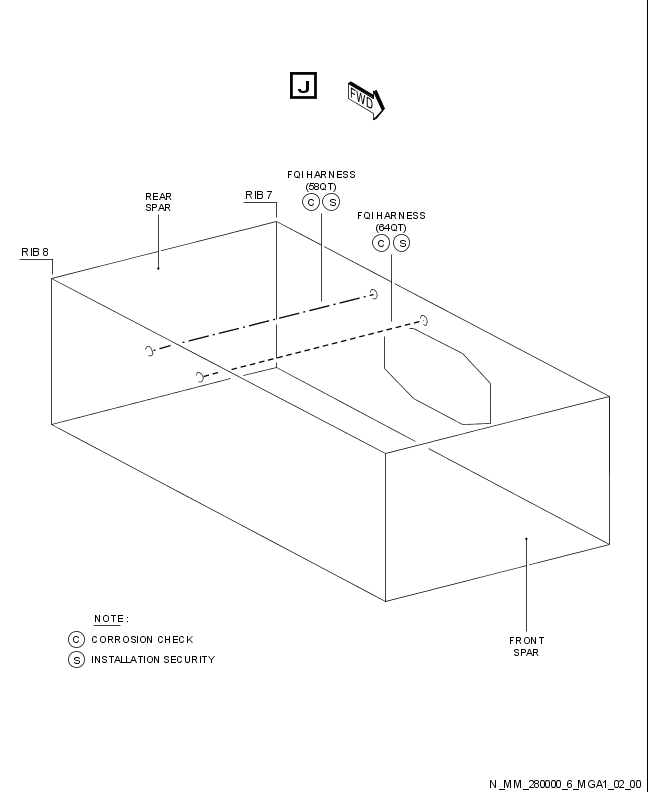 J
FWD
FQI HARNESS
(58QT)
C S
RIB 7
REAR
SPAR
FQI HARNESS
(64QT)
C S
RIB 8
NOTE :
C CORROSION CHECK
S INSTALLATION SECURITY
FRONT
SPAR
N_MM_280000_6_MGA1_02_00